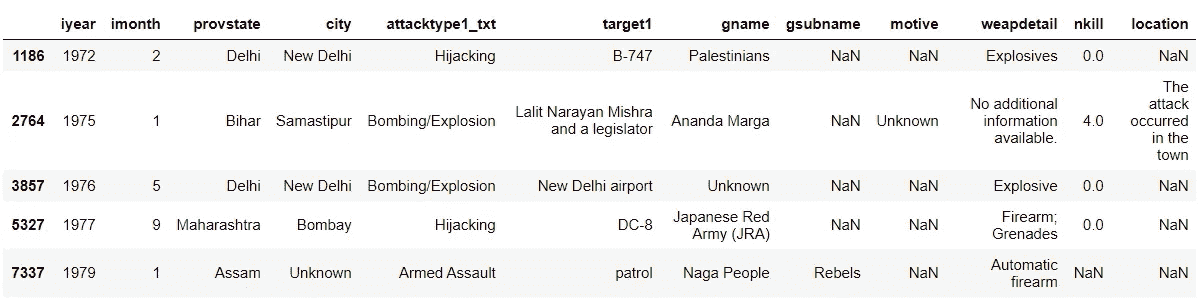 iyear imonth provstate city attacktype1_txt target1 gname gsubname motive weapdetail nkill location
1186 1972 2 Delhi New Delhi Hijacking B-747 Palestinians NaN NaN Explosives 0.0 NaN
2764 1975 1 Bihar Samastipur Bombing/Explosion Lalit Narayan Mishra and a legislator Ananda Marga NaN Unknown No additional information available. 4.0 The attack occurred in the town
3857 1976 5 Delhi New Delhi Bombing/Explosion New Delhi airport Unknown NaN NaN Explosive 0.0 NaN
5327 1977 9 Maharashtra Bombay Hijacking DC-8 Japanese Red Army (JRA) NaN NaN Firearm; Grenades 0.0 NaN
7337 1979 1 Assam Unknown Armed Assault patrol Naga People Rebels NaN Automatic firearm NaN NaN